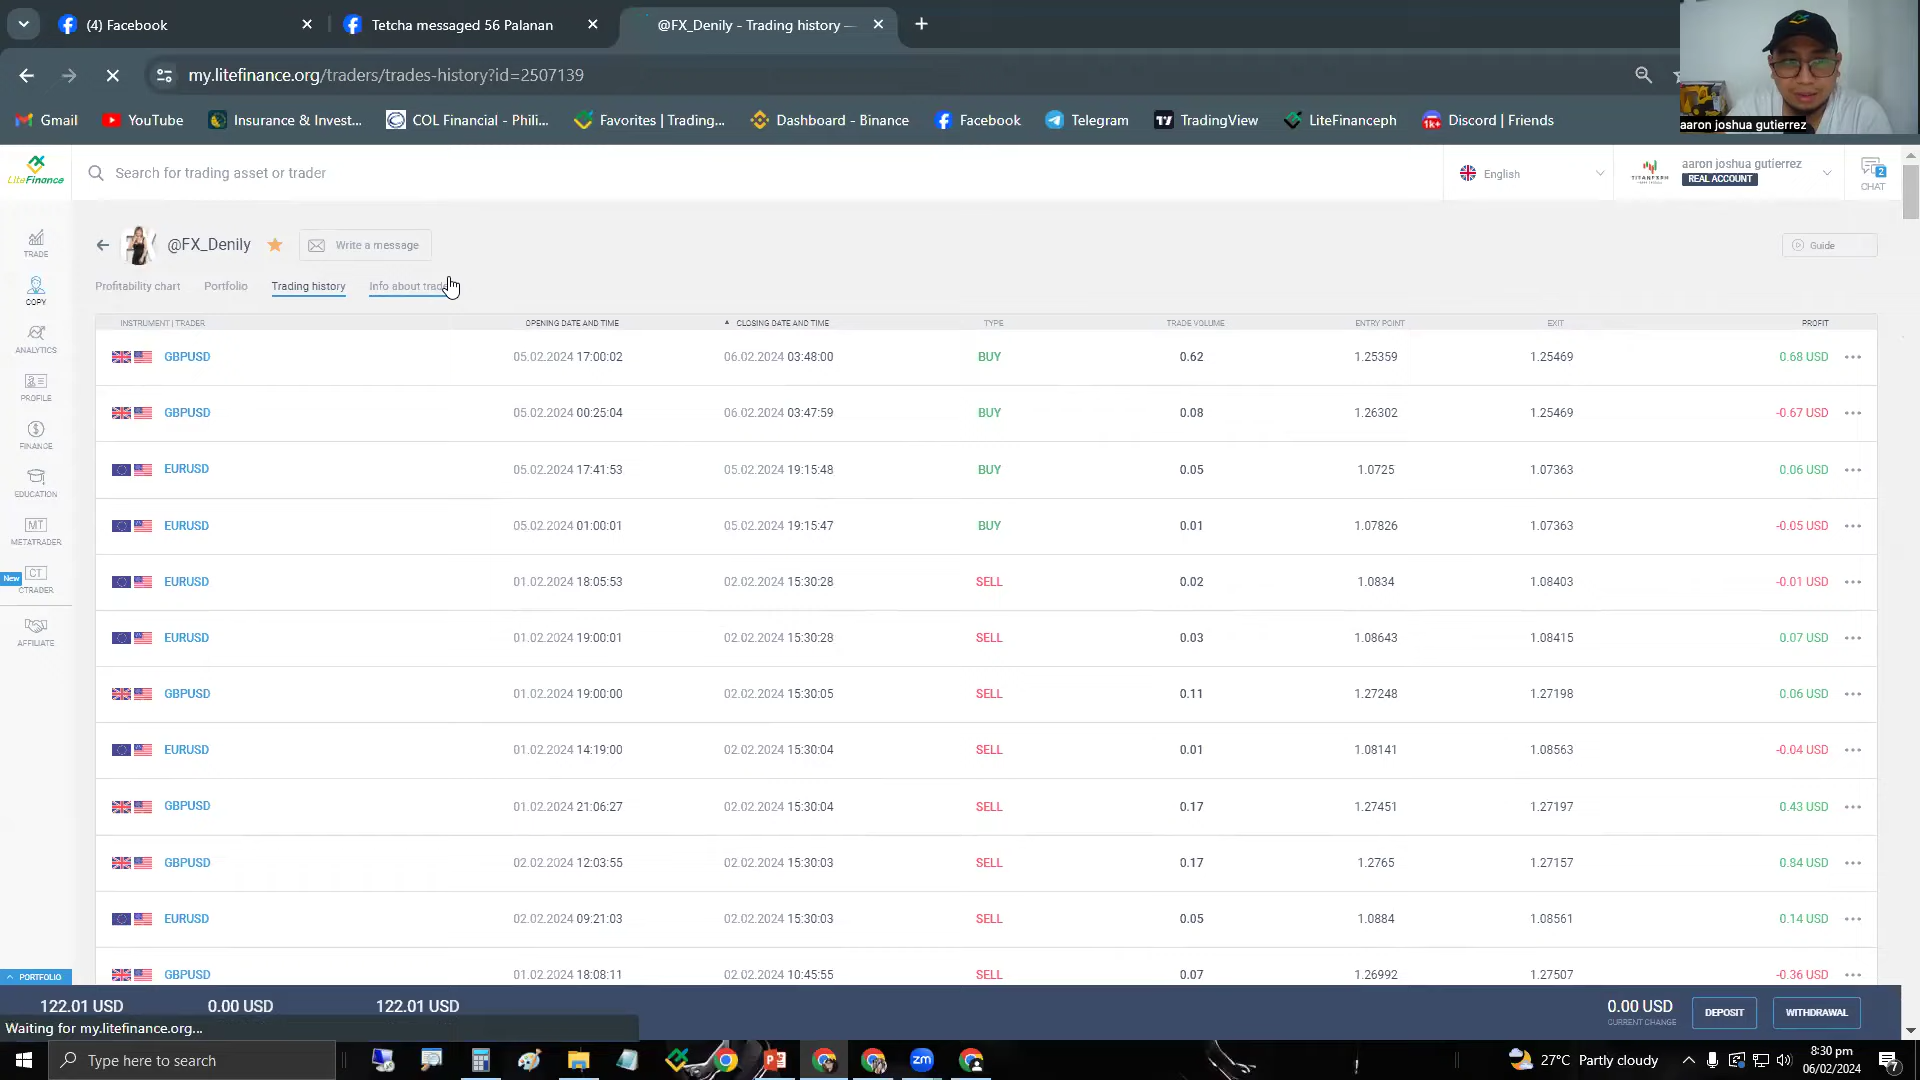 (4) Facebook
Tetcha messaged 56 Palanan
@FX_Denily - Trading history —
my.litefinance.org/traders/trades-history?id=2507139
Gmail YouTube Insurance & Invest... COL Financial - Phili... Favorites | Trading... Dashboard - Binance Facebook Telegram TradingView LiteFinanceph Discord | Friends
aaron joshua gutierrez
LiteFinance
Search for trading asset or trader
English
aaron joshua gutierrez
REAL ACCOUNT
2
CHAT
TRADE
COPY
ANALYTICS
PROFILE
FINANCE
EDUCATION
MT
METATRADER
New
CT
CTRADER
AFFILIATE
@FX_Denily
Write a message
Guide
Profitability chart Portfolio Trading history Info about
INSTRUMENT | TRADER OPENING DATE AND TIME CLOSING DATE AND TIME TYPE TRADE VOLUME ENTRY POINT EXIT PROFIT
GBPUSD 05.02.2024 17:00:02 06.02.2024 03:48:00 BUY 0.62 1.25359 1.25469 0.68 USD
GBPUSD 05.02.2024 00:25:04 06.02.2024 03:47:59 BUY 0.08 1.26302 1.25469 -0.67 USD
EURUSD 05.02.2024 17:41:53 05.02.2024 19:15:48 BUY 0.05 1.0725 1.07363 0.06 USD
EURUSD 05.02.2024 01:00:01 05.02.2024 19:15:47 BUY 0.01 1.07826 1.07363 -0.05 USD
EURUSD 01.02.2024 18:05:53 02.02.2024 15:30:28 SELL 0.02 1.0834 1.08403 -0.01 USD
EURUSD 01.02.2024 19:00:01 02.02.2024 15:30:28 SELL 0.03 1.08643 1.08415 0.07 USD
GBPUSD 01.02.2024 19:00:00 02.02.2024 15:30:05 SELL 0.11 1.27248 1.27198 0.06 USD
EURUSD 01.02.2024 14:19:00 02.02.2024 15:30:04 SELL 0.01 1.08141 1.08563 -0.04 USD
GBPUSD 01.02.2024 21:06:27 02.02.2024 15:30:04 SELL 0.17 1.27451 1.27197 0.43 USD
GBPUSD 02.02.2024 12:03:55 02.02.2024 15:30:03 SELL 0.17 1.2765 1.27157 0.84 USD
EURUSD 02.02.2024 09:21:03 02.02.2024 15:30:03 SELL 0.05 1.0884 1.08561 0.14 USD
GBPUSD 01.02.2024 18:08:11 02.02.2024 10:45:55 SELL 0.07 1.26992 1.27507 -0.36 USD
PORTFOLIO
122.01 USD 0.00 USD 122.01 USD 0.00 USD
CURRENT CHANGE
DEPOSIT WITHDRAWAL
Waiting for my.litefinance.org...
Type here to search
zm
27°C Partly cloudy
8:30 pm
06/02/2024
7